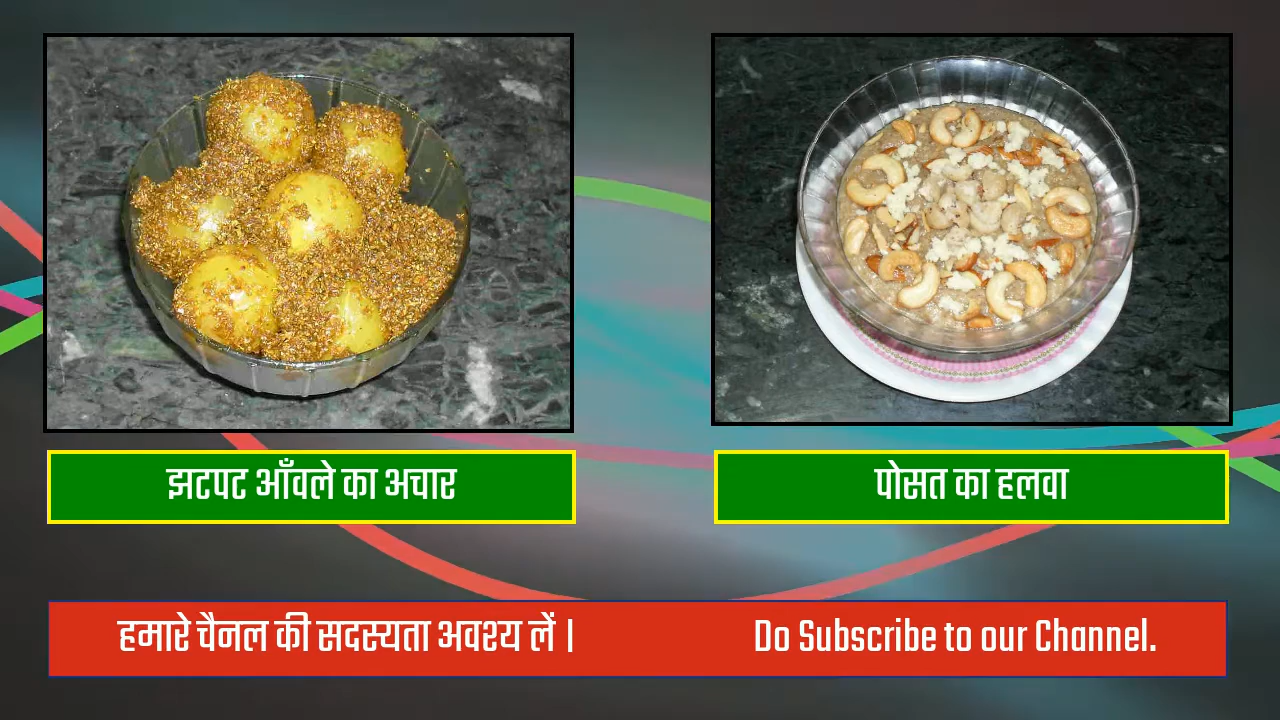 झटपट आँवले का अचार
पोसत का हलवा
हमारे चैनल की सदस्यता अवश्य लें |
Do Subscribe to our Channel.